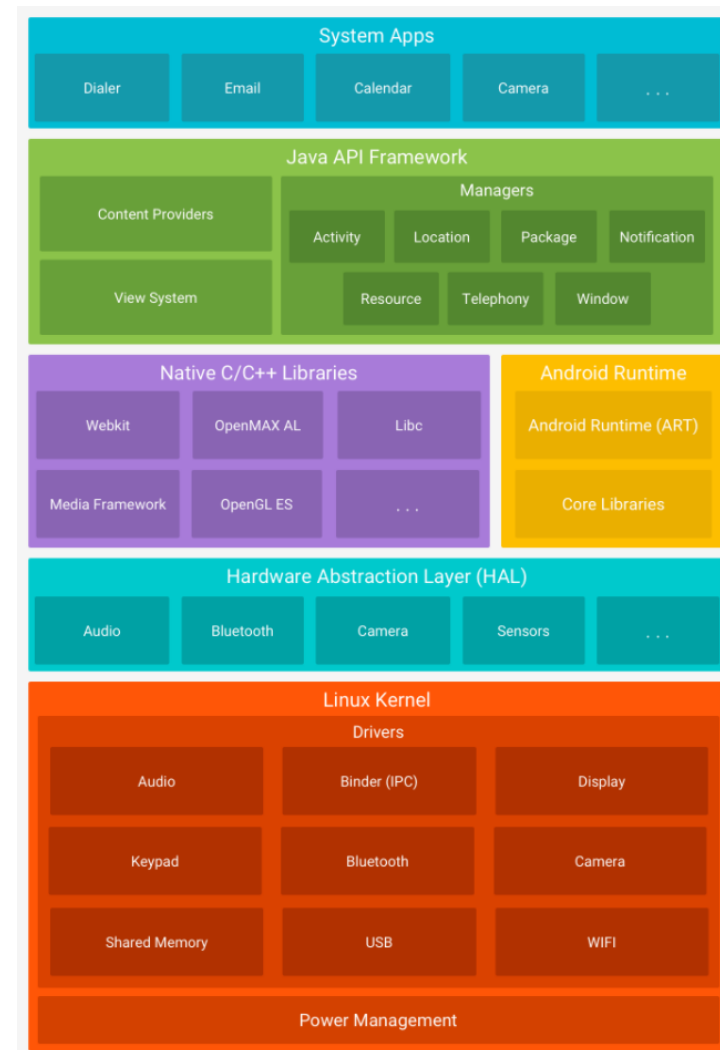 System Apps
Dialer
Email
Calendar
Camera
. . .
Java API Framework
Content Providers
View System
Managers
Activity
Location
Package
Notification
Resource
Telephony
Window
Native C/C++ Libraries
Webkit
OpenMAX AL
Libc
Media Framework
OpenGL ES
. . .
Android Runtime
Android Runtime (ART)
Core Libraries
Hardware Abstraction Layer (HAL)
Audio
Bluetooth
Camera
Sensors
. . .
Linux Kernel
Drivers
Audio
Binder (IPC)
Display
Keypad
Bluetooth
Camera
Shared Memory
USB
WIFI
Power Management